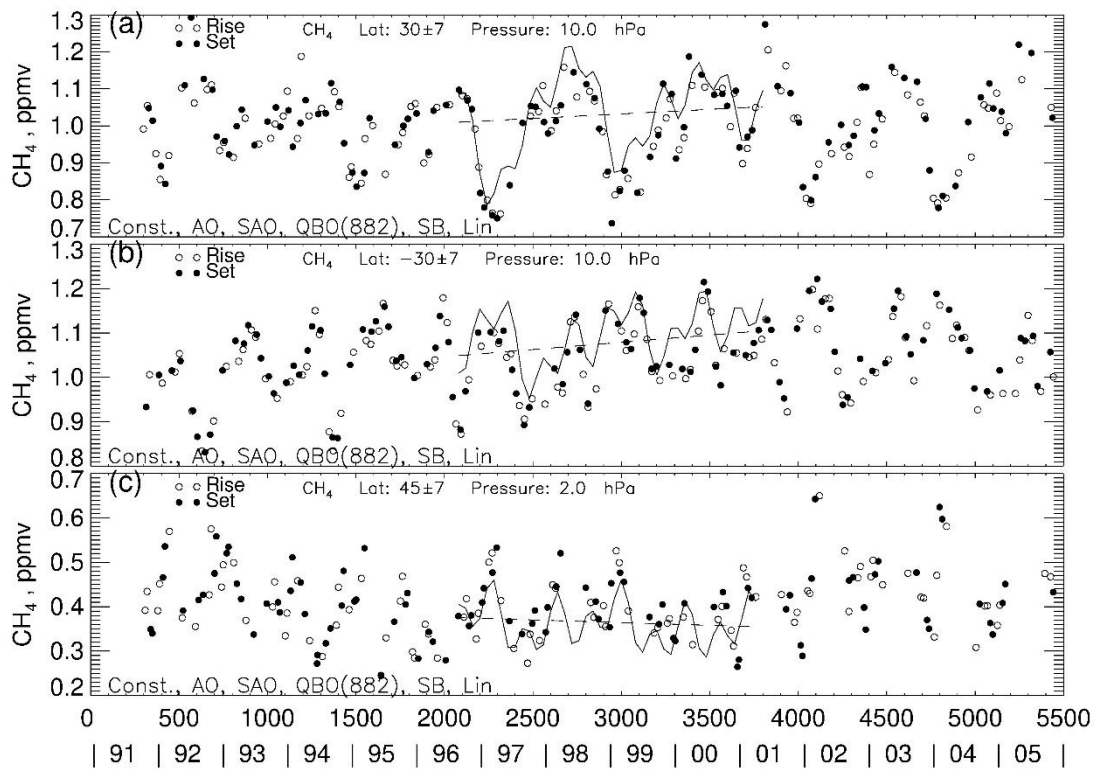 (a)
○ ○ Rise
● ● Set
CH₄ Lat: 30±7 Pressure: 10.0 hPa
1.3
1.2
1.1
1.0
0.9
0.8
0.7
CH₄ , ppmv
Const., AO, SAO, QBO(882), SB, Lin
(b)
○ ○ Rise
● ● Set
CH₄ Lat: −30±7 Pressure: 10.0 hPa
1.3
1.2
1.1
1.0
0.9
0.8
CH₄ , ppmv
Const., AO, SAO, QBO(882), SB, Lin
(c)
○ ○ Rise
● ● Set
CH₄ Lat: 45±7 Pressure: 2.0 hPa
0.7
0.6
0.5
0.4
0.3
0.2
CH₄ , ppmv
Const., AO, SAO, QBO(882), SB, Lin
0 500 1000 1500 2000 2500 3000 3500 4000 4500 5000 5500
| 91 | 92 | 93 | 94 | 95 | 96 | 97 | 98 | 99 | 00 | 01 | 02 | 03 | 04 | 05 |